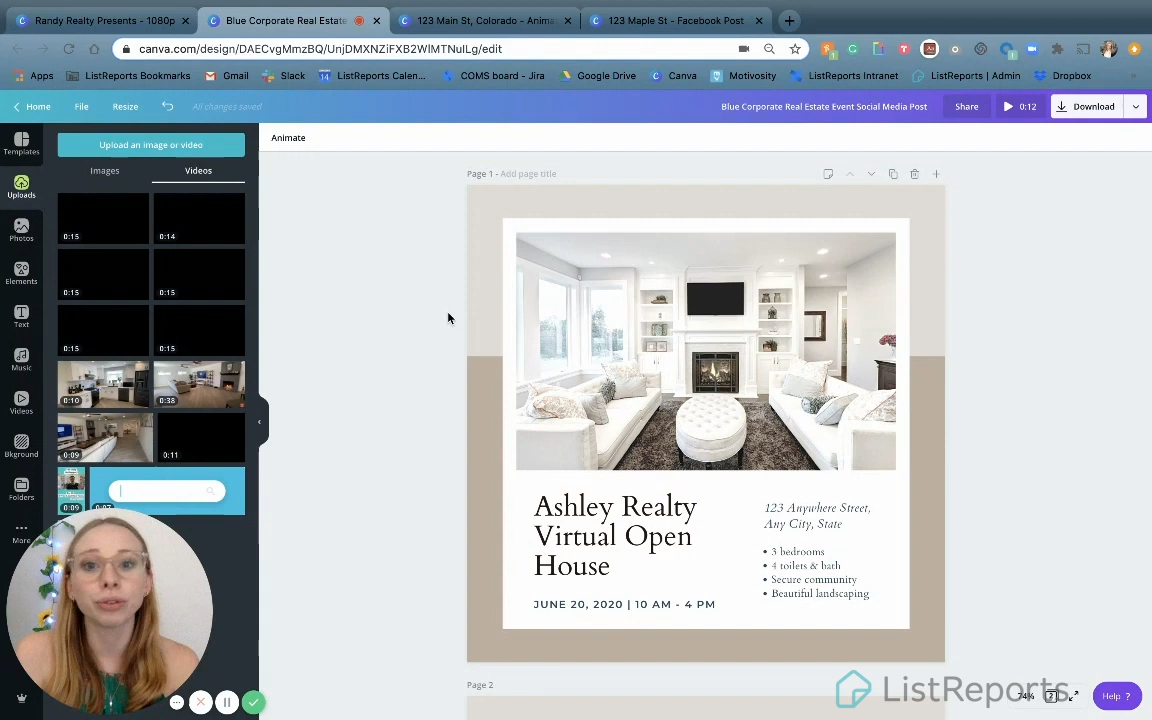 Randy Realty Presents - 1080p
Blue Corporate Real Estate
123 Main St, Colorado - Anima
123 Maple St - Facebook Post
canva.com/design/DAECvgMmzBQ/UnjDMXNZiFXB2WlMTNulLg/edit
Apps
ListReports Bookmarks
Gmail
Slack
ListReports Calen...
COMS board - Jira
Google Drive
Canva
Motivosity
ListReports Intranet
ListReports | Admin
Dropbox
Home
File
Resize
All changes saved
Blue Corporate Real Estate Event Social Media Post
Share
0:12
Download
Templates
Uploads
Photos
Elements
Text
Music
Videos
Bkground
Folders
More
Upload an image or video
Images
Videos
0:15
0:14
0:15
0:15
0:15
0:15
0:10
0:38
0:09
0:11
0:09
Animate
Page 1 - Add page title
Ashley Realty
Virtual Open
House
JUNE 20, 2020 | 10 AM - 4 PM
123 Anywhere Street,
Any City, State
• 3 bedrooms
• 4 toilets & bath
• Secure community
• Beautiful landscaping
Page 2
ListReports.
74%
Help ?